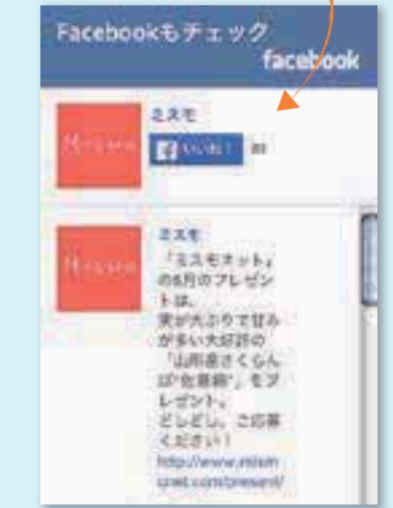 Facebookもチェック
facebook
ミスモ
いいね！
ミスモ
「ミスモネット」
の6月のプレゼン
トは、
実が大ぶりで甘み
が多い大好評の
「山形産さくらん
ぼ"佐藤錦"」をプ
レゼント。
どしどし、ご応募
ください！
http://www.mism